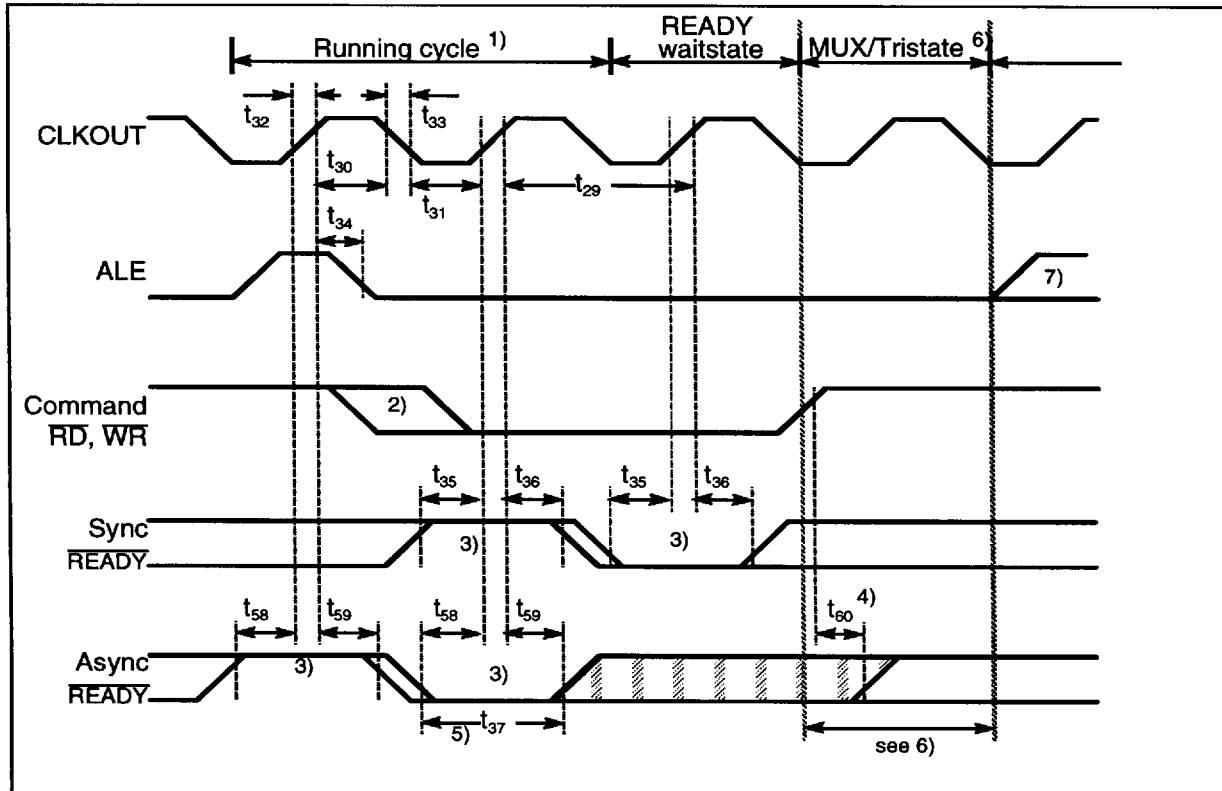 READY
Running cycle 1) waitstate MUX/Tristate 6)
t32 t33
CLKOUT
t30
t31 t29
t34
ALE
7)
Command 2)
RD, WR
t35 t36 t35 t36
Sync
3) 3)
READY
t58 t59 t58 t59 t60 4)
Async
3) 3)
READY
5) t37
see 6)